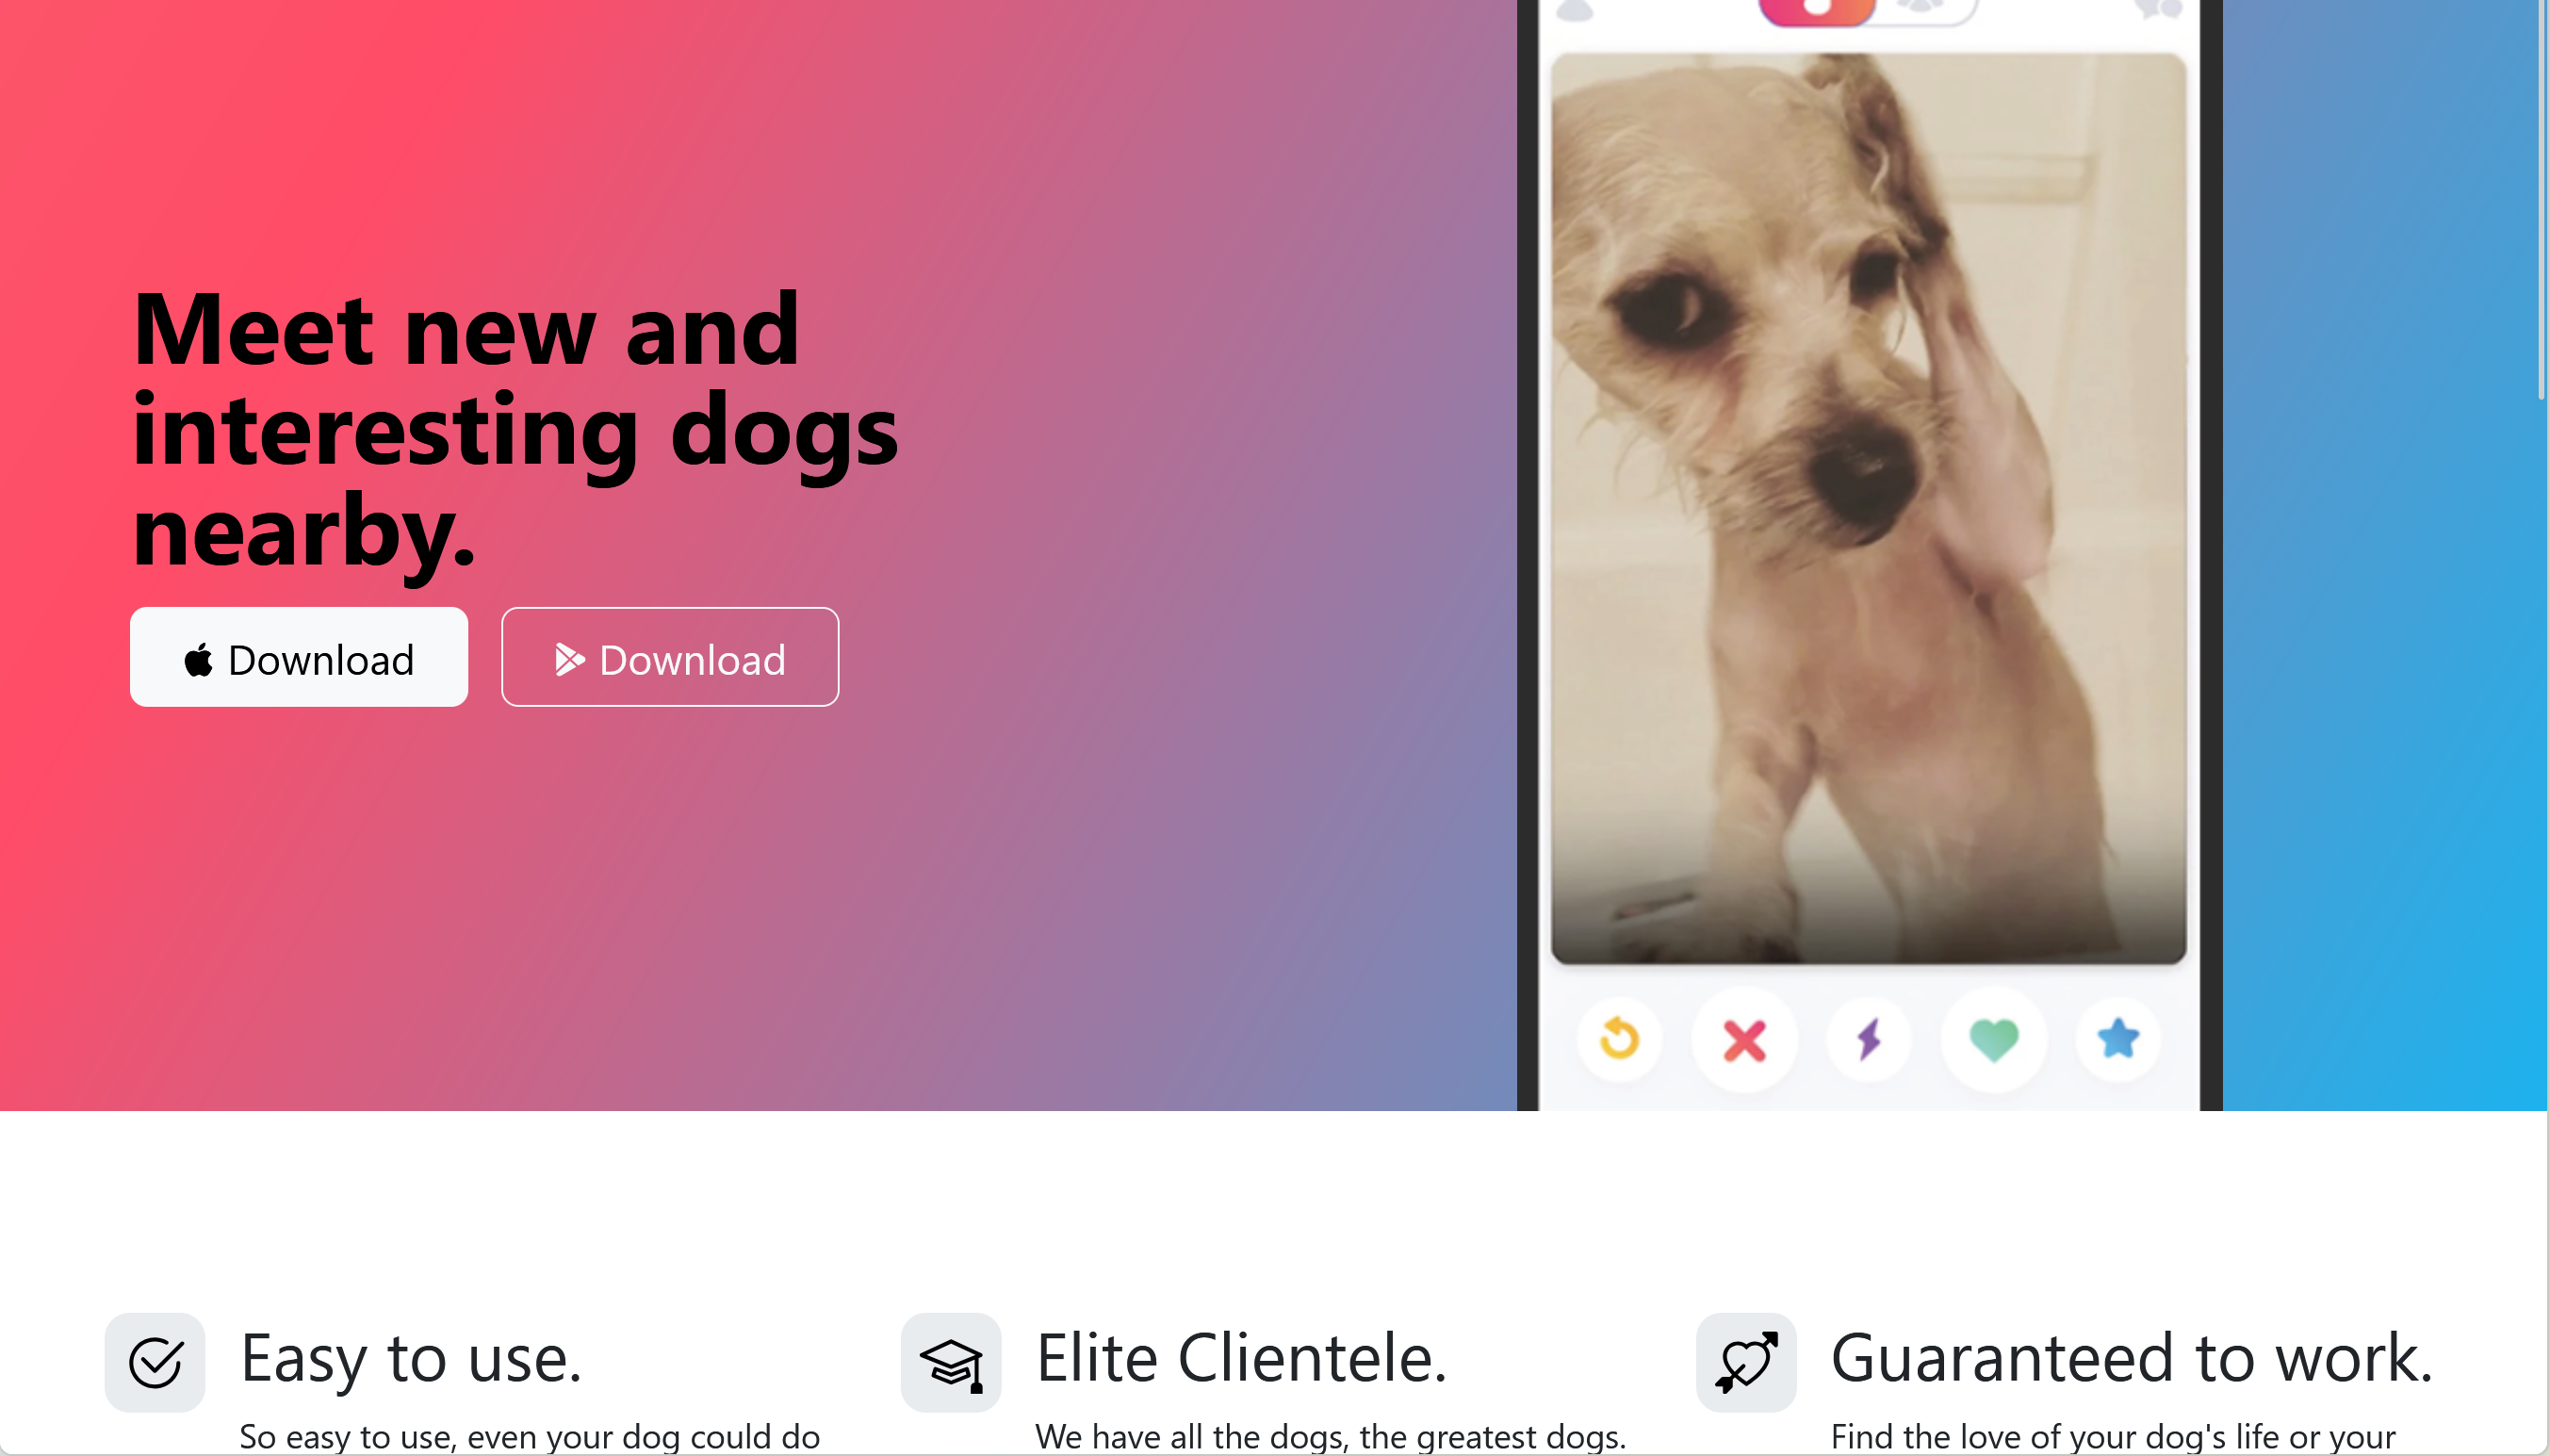 Meet new and
interesting dogs
nearby.
Download
Download
Easy to use.
So easy to use, even your dog could do
Elite Clientele.
We have all the dogs, the greatest dogs.
Guaranteed to work.
Find the love of your dog's life or your